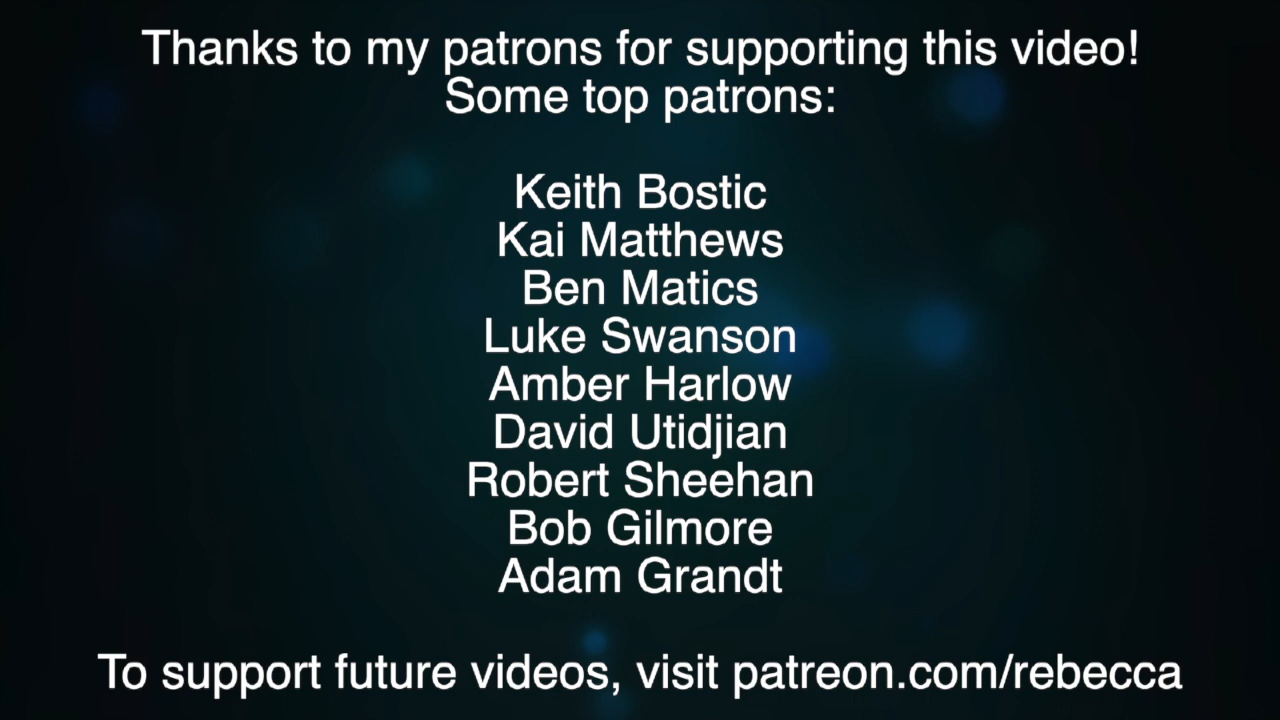 Thanks to my patrons for supporting this video!
Some top patrons:
Keith Bostic
Kai Matthews
Ben Matics
Luke Swanson
Amber Harlow
David Utidjian
Robert Sheehan
Bob Gilmore
Adam Grandt
To support future videos, visit patreon.com/rebecca